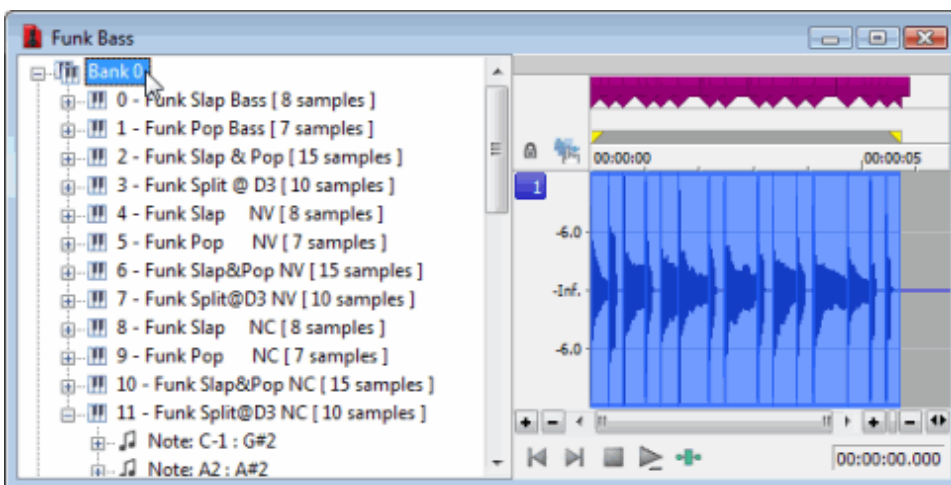 Funk Bass
Bank 0
0 - Funk Slap Bass [ 8 samples ]
1 - Funk Pop Bass [ 7 samples ]
2 - Funk Slap & Pop [ 15 samples ]
3 - Funk Split @ D3 [ 10 samples ]
4 - Funk Slap NV [ 8 samples ]
5 - Funk Pop NV [ 7 samples ]
6 - Funk Slap&Pop NV [ 15 samples ]
7 - Funk Split@D3 NV [ 10 samples ]
8 - Funk Slap NC [ 8 samples ]
9 - Funk Pop NC [ 7 samples ]
10 - Funk Slap&Pop NC [ 15 samples ]
11 - Funk Split@D3 NC [ 10 samples ]
Note: C-1 : G#2
Note: A2 : A#2
00:00:00 00:00:05
1
-6.0
-Inf.
-6.0
00:00:00.000